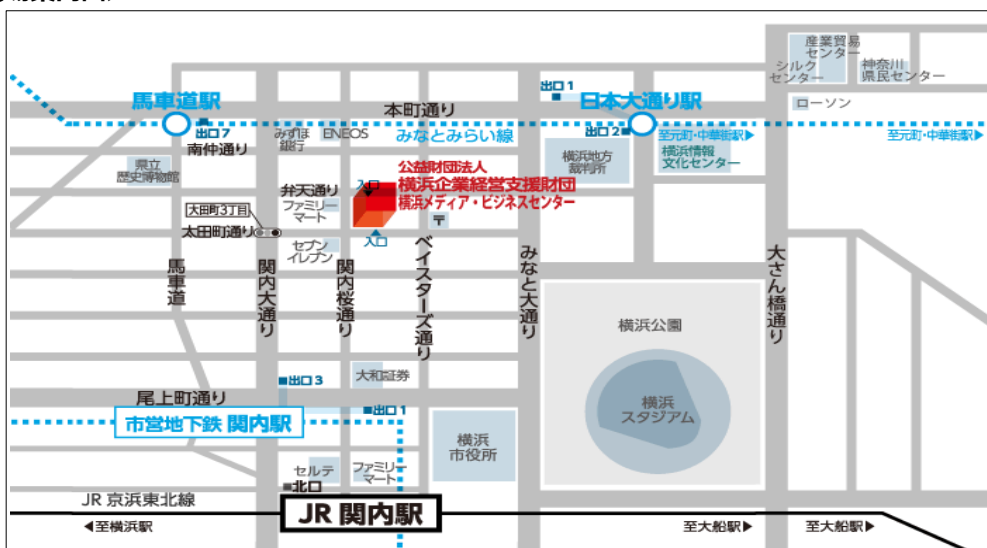 産業貿易
センター
シルク
センター
神奈川
県民センター
出口1
馬車道駅
本町通り
日本大通り駅
ローソン
出口7
みずほ
銀行
ENEOS
みなとみらい線
出口2
至元町・中華街駅▶
至元町・中華街駅▶
南仲通り
横浜地方
裁判所
横浜情報
文化センター
県立
歴史博物館
公益財団法人
横浜企業経営支援財団
横浜メディア・ビジネスセンター
入口
弁天通り
ファミリー
マート
大田町3丁目
太田町通り
〒
セブン
イレブン
入口
馬車道
関内大通り
関内桜通り
ベイスターズ通り
みなと大通り
大さん橋通り
横浜公園
横浜
スタジアム
出口3
大和証券
尾上町通り
出口1
市営地下鉄 関内駅
横浜
市役所
セルテ
ファミリー
マート
北口
JR 京浜東北線
JR 関内駅
◀至横浜駅
至大船駅▶
至大船駅▶